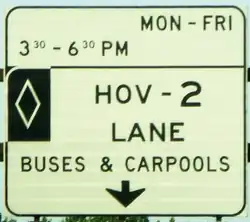 MON - FRI
3³⁰ - 6³⁰ PM
HOV - 2
LANE
BUSES & CARPOOLS